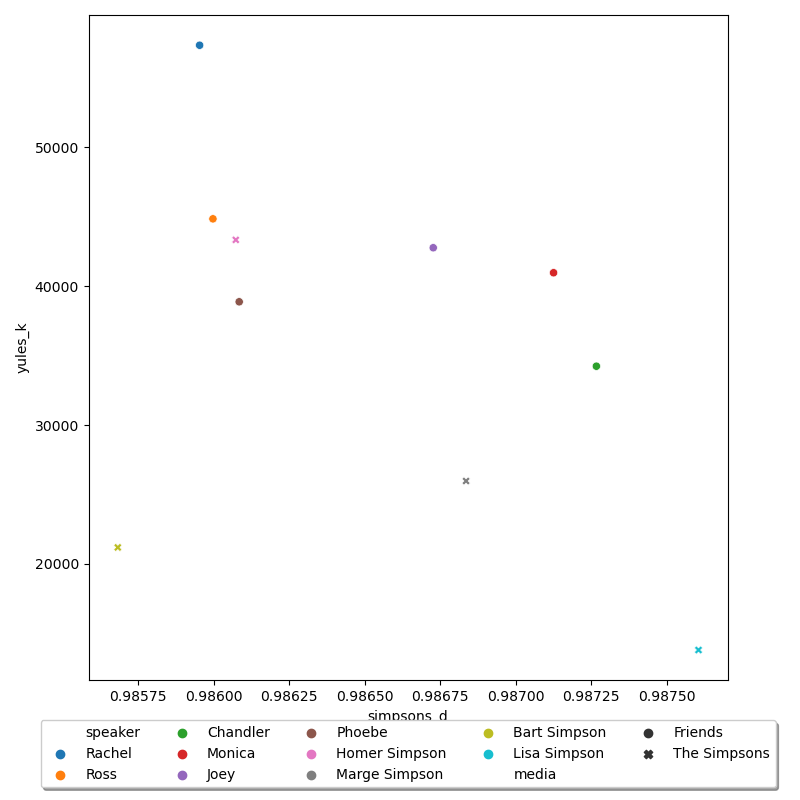 50000
40000
30000
20000
yules_k
0.98575 0.98600 0.98625 0.98650 0.98675 0.98700 0.98725 0.98750
simpsons_d
speaker Chandler Phoebe Bart Simpson Friends
Rachel Monica Homer Simpson Lisa Simpson The Simpsons
Ross Joey Marge Simpson media